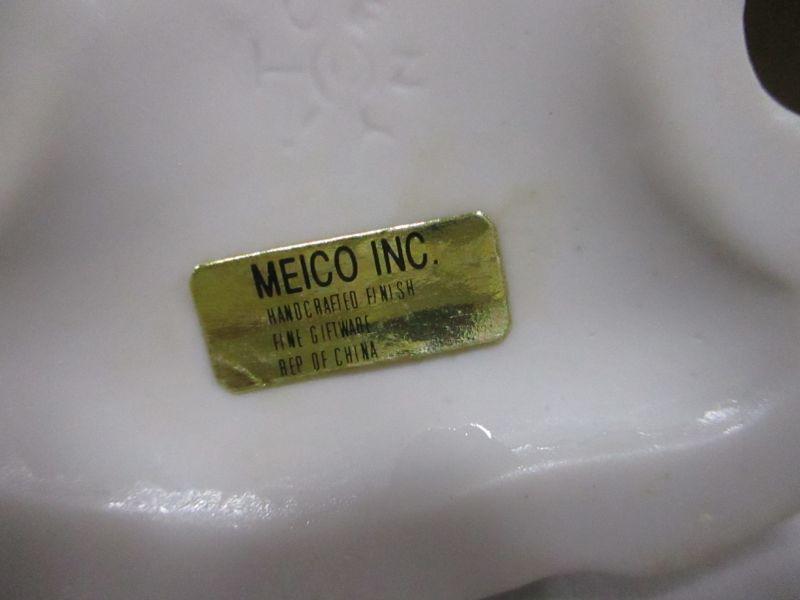 MEICO INC.
HANDCRAFTED FINISH
FINE GIFTWARE
REP OF CHINA